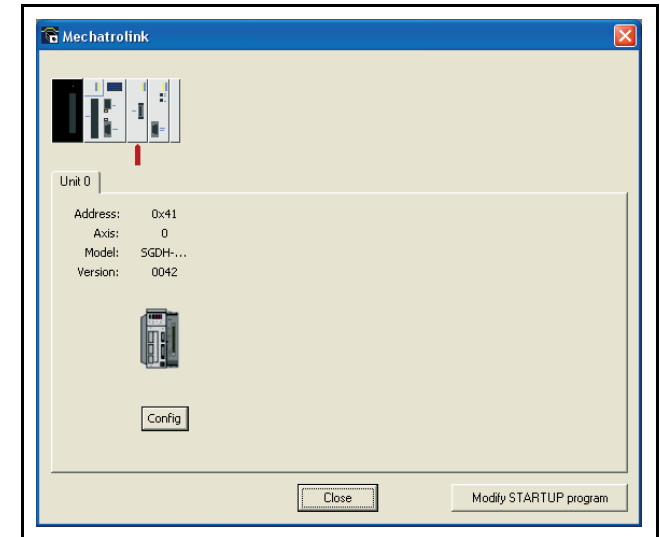 Mechatrolink
Unit 0
Address: 0x41
Axis: 0
Model: SGDH-...
Version: 0042
Config
Close
Modify STARTUP program